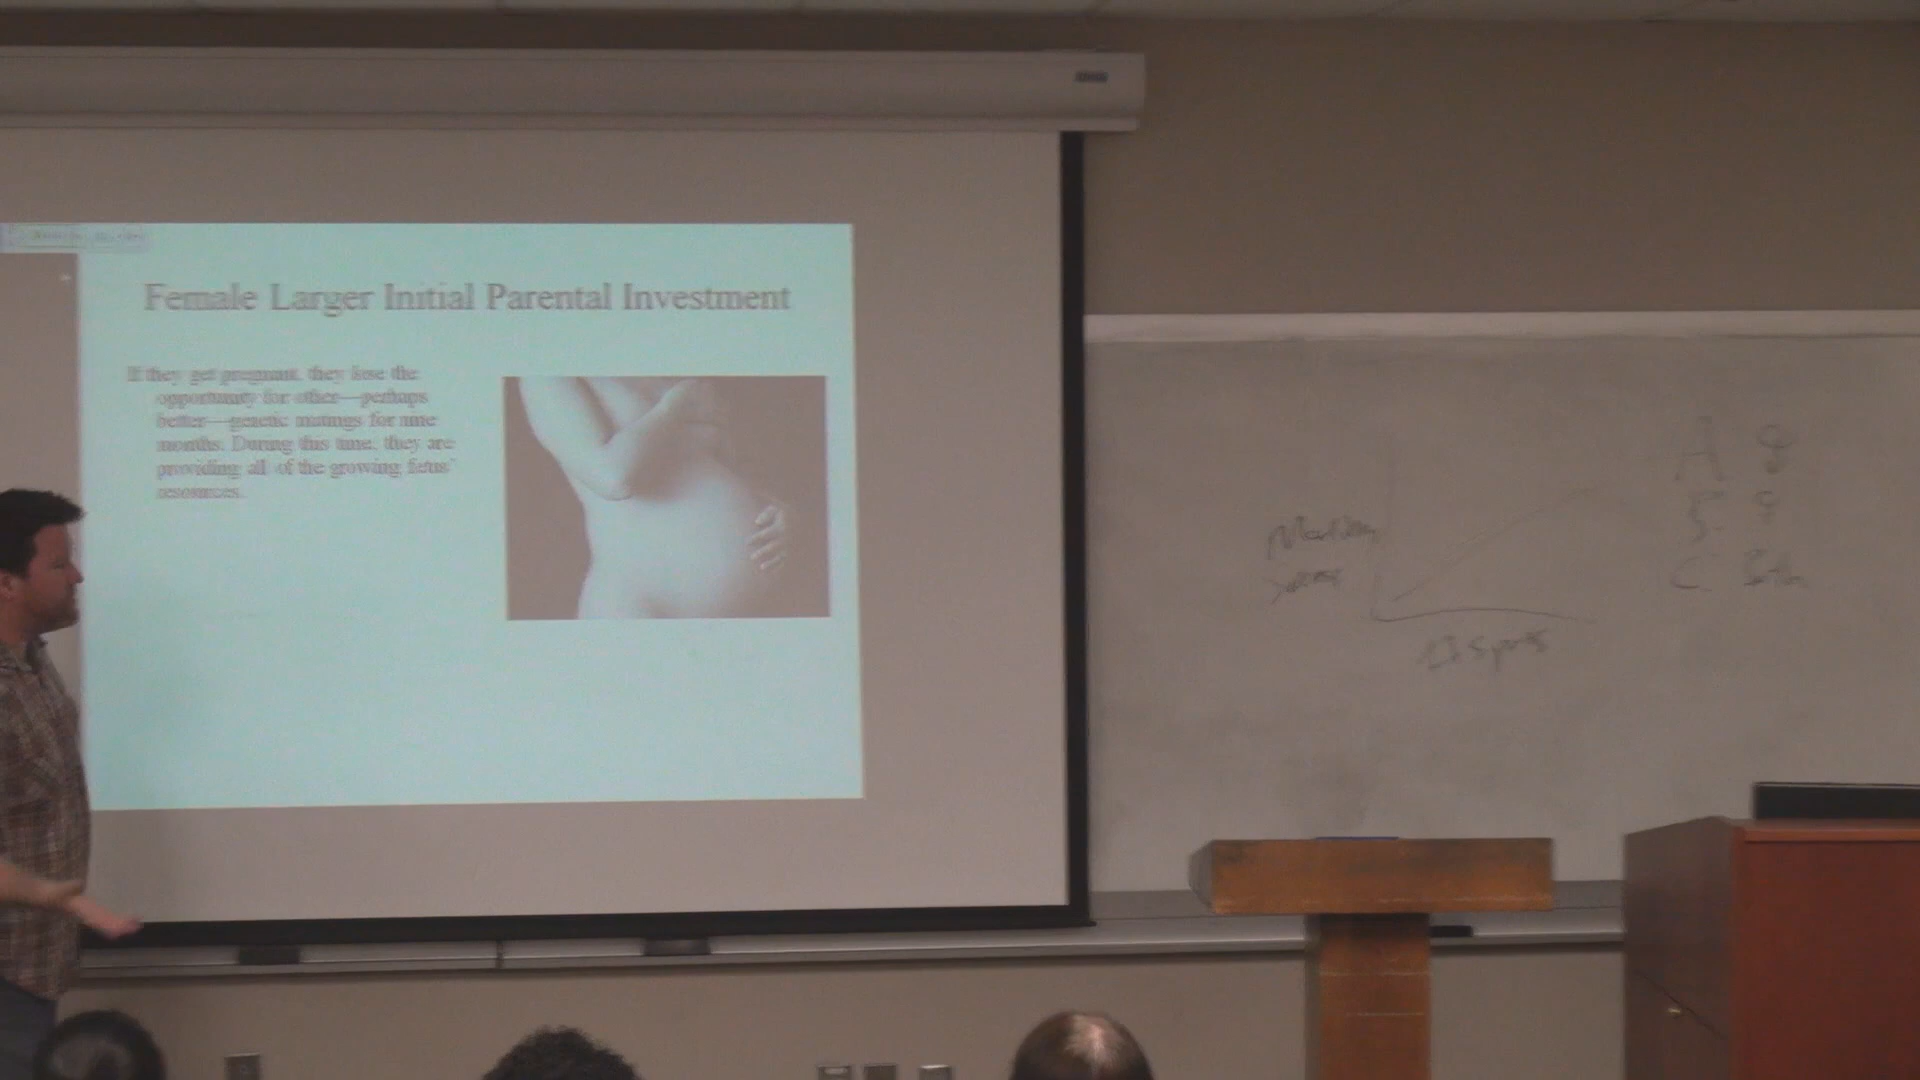 Female Larger Initial Parental Investment
If they get pregnant, they lose the
opportunity for other—perhaps
better—genetic matings for nine
months. During this time, they are
providing all of the growing fetus'
resources.
A
C